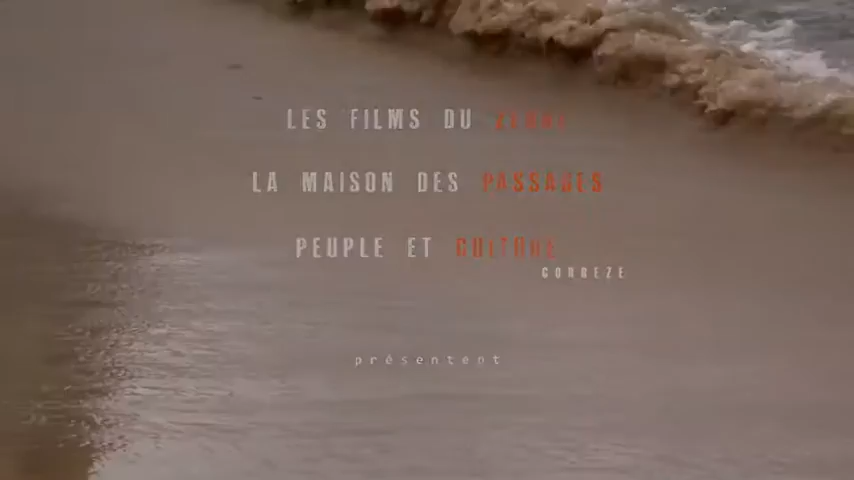 LES FILMS DU
LA MAISON DES PASSAGES
PEUPLE ET CULTURE
CORREZE
présentent